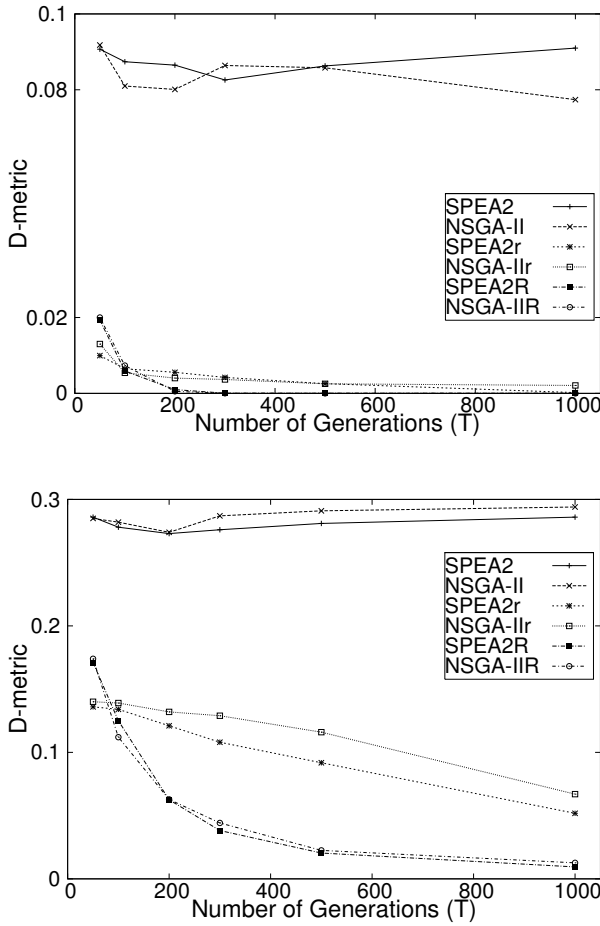 0.1
0.08
0.02
0
D-metric
SPEA2
NSGA-II
SPEA2r
NSGA-IIr
SPEA2R
NSGA-IIR
0 200 400 600 800 1000
Number of Generations (T)
0.3
0.2
0.1
0
D-metric
SPEA2
NSGA-II
SPEA2r
NSGA-IIr
SPEA2R
NSGA-IIR
0 200 400 600 800 1000
Number of Generations (T)